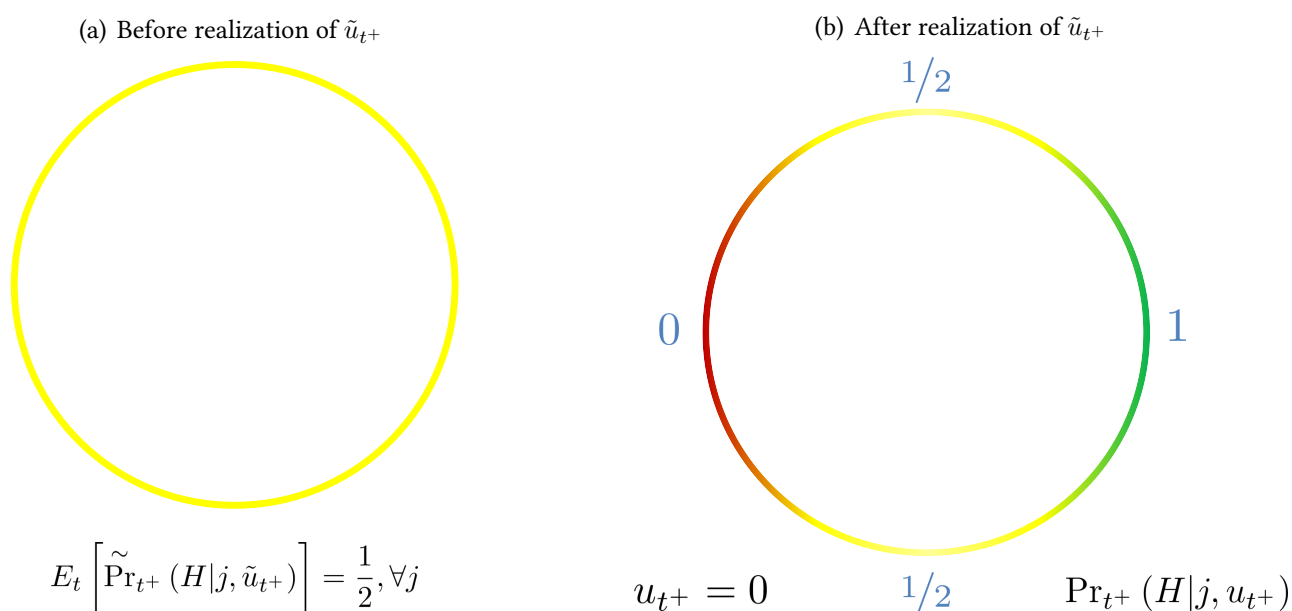 (a) Before realization of ũ_{t⁺}
(b) After realization of ũ_{t⁺}
1/2
0
1
E_t [P̃r_{t⁺} (H|j, ũ_{t⁺})] = 1/2, ∀j
u_{t⁺} = 0
1/2
Pr_{t⁺} (H|j, u_{t⁺})